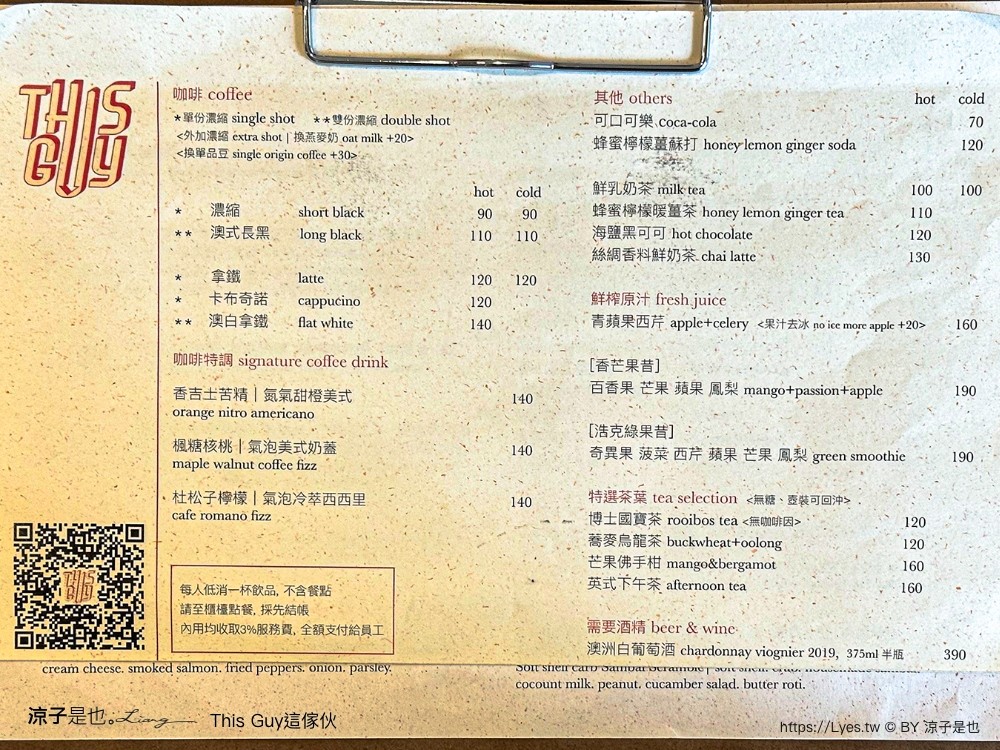 THIS
GUY
咖啡 coffee
*單份濃縮 single shot **雙份濃縮 double shot
<外加濃縮 extra shot | 換燕麥奶 oat milk +20>
<換單品豆 single origin coffee +30>
hot cold
* 濃縮 short black 90 90
** 澳式長黑 long black 110 110
* 拿鐵 latte 120 120
* 卡布奇諾 cappucino 120
** 澳白拿鐵 flat white 140
咖啡特調 signature coffee drink
香吉士苦精 | 氮氣甜橙美式 140
orange nitro americano
楓糖核桃 | 氣泡美式奶蓋 140
maple walnut coffee fizz
杜松子檸檬 | 氣泡冷萃西西里 140
cafe romano fizz
每人低消一杯飲品, 不含餐點
請至櫃檯點餐, 採先結帳
內用均收取3%服務費, 全額支付給員工
THIS
GUY
其他 others hot cold
可口可樂 coca-cola 70
蜂蜜檸檬薑蘇打 honey lemon ginger soda 120
鮮乳奶茶 milk tea 100 100
蜂蜜檸檬暖薑茶 honey lemon ginger tea 110
海鹽黑可可 hot chocolate 120
絲綢香料鮮奶茶 chai latte 130
鮮榨原汁 fresh juice
青蘋果西芹 apple+celery <果汁去冰 no ice more apple +20> 160
[香芒果昔]
百香果 芒果 蘋果 鳳梨 mango+passion+apple 190
[浩克綠果昔]
奇異果 菠菜 西芹 蘋果 芒果 鳳梨 green smoothie 190
特選茶葉 tea selection <無糖、壺裝可回沖>
博士國寶茶 rooibos tea <無咖啡因> 120
蕎麥烏龍茶 buckwheat+oolong 120
芒果佛手柑 mango&bergamot 160
英式下午茶 afternoon tea 160
需要酒精 beer & wine
澳洲白葡萄酒 chardonnay viognier 2019, 375ml 半瓶 390
cream cheese. smoked salmon. fried peppers. onion. parsley.
Soft shell carb Sambal Scramble | soft shell.
cocount milk. peanut. cucamber salad. butter roti.
涼子是也。Liang This Guy這傢伙
https://Lyes.tw © BY 涼子是也